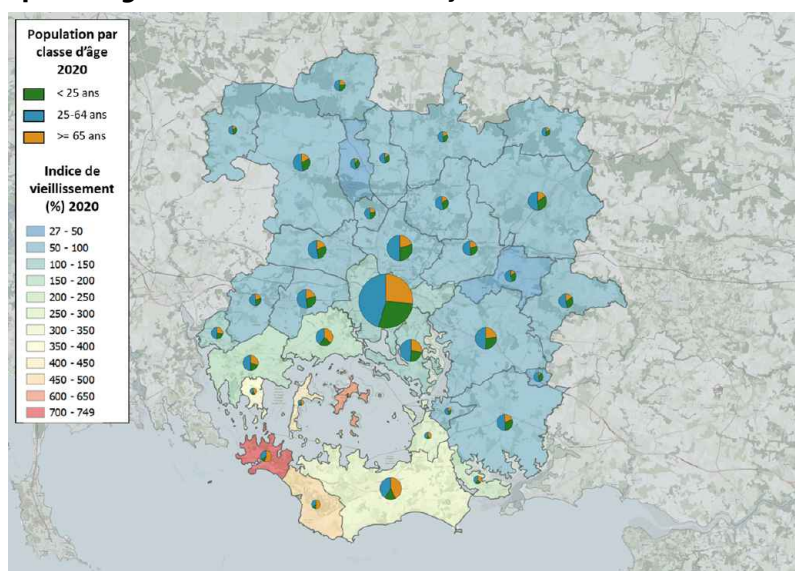 Population par
classe d'âge
2020
< 25 ans
25-64 ans
>= 65 ans
Indice de
vieillissement
(%) 2020
27 - 50
50 - 100
100 - 150
150 - 200
200 - 250
250 - 300
300 - 350
350 - 400
400 - 450
450 - 500
600 - 650
700 - 749